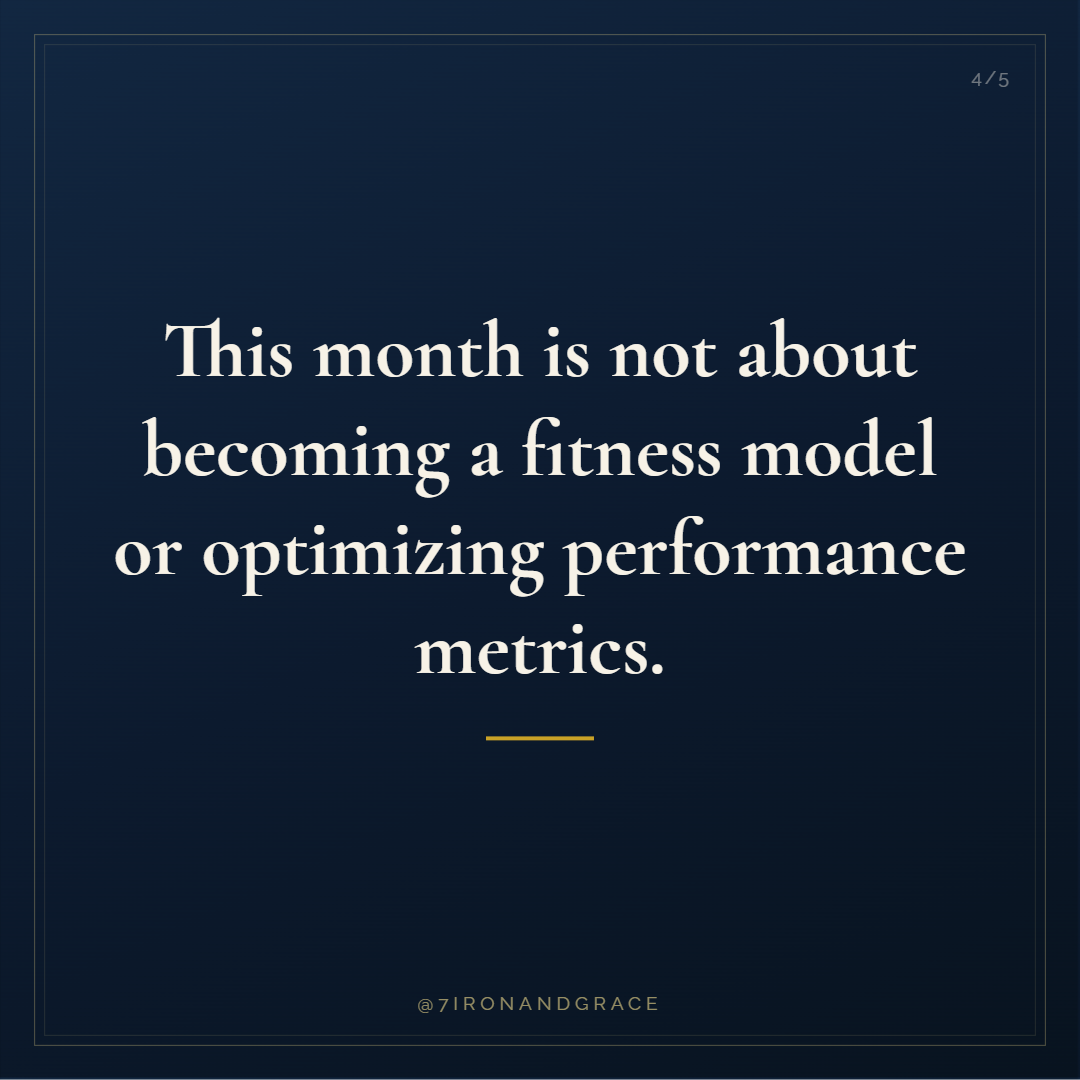 4/5
This month is not about
becoming a fitness model
or optimizing performance
metrics.
@7IRONANDGRACE